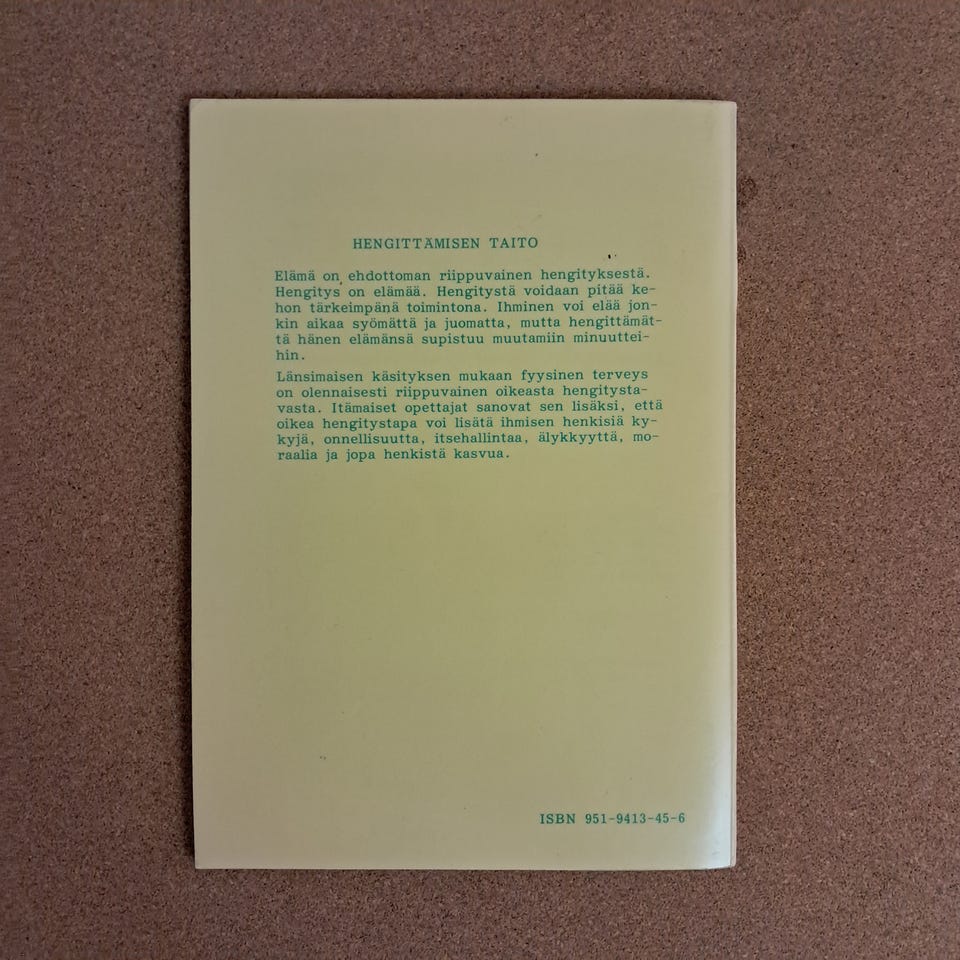 HENGITTÄMISEN TAITO
Elämä on ehdottoman riippuvainen hengityksestä.
Hengitys on elämää. Hengitystä voidaan pitää ke-
hon tärkeimpänä toimintona. Ihminen voi elää jon-
kin aikaa syömättä ja juomatta, mutta hengittämät-
tä hänen elämänsä supistuu muutamiin minuuttei-
hin.
Länsimaisen käsityksen mukaan fyysinen terveys
on olennaisesti riippuvainen oikeasta hengitysta-
vasta. Itämaiset opettajat sanovat sen lisäksi, että
oikea hengitystapa voi lisätä ihmisen henkisiä ky-
kyjä, onnellisuutta, itsehallintaa, älykkyyttä, mo-
raalia ja jopa henkistä kasvua.
ISBN 951-9413-45-6